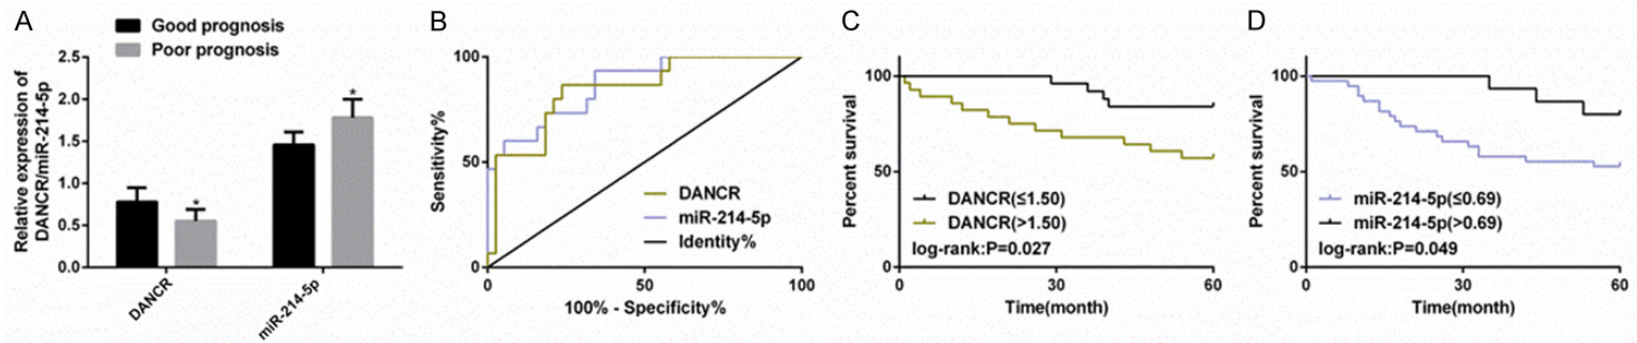 A
Good prognosis
Poor prognosis
Relative expression of
DANCR/miR-214-5p
2.5
2.0
1.5
1.0
0.5
0.0
DANCR
miR-214-5p
*
*
B
Sensitivity%
100
50
0
DANCR
miR-214-5p
Identity%
0
50
100
100% - Specificity%
C
Percent survival
100
50
0
DANCR(≤1.50)
DANCR(>1.50)
log-rank:P=0.027
0
30
60
Time(month)
D
Percent survival
100
50
0
miR-214-5p(≤0.69)
miR-214-5p(>0.69)
log-rank:P=0.049
0
30
60
Time(month)